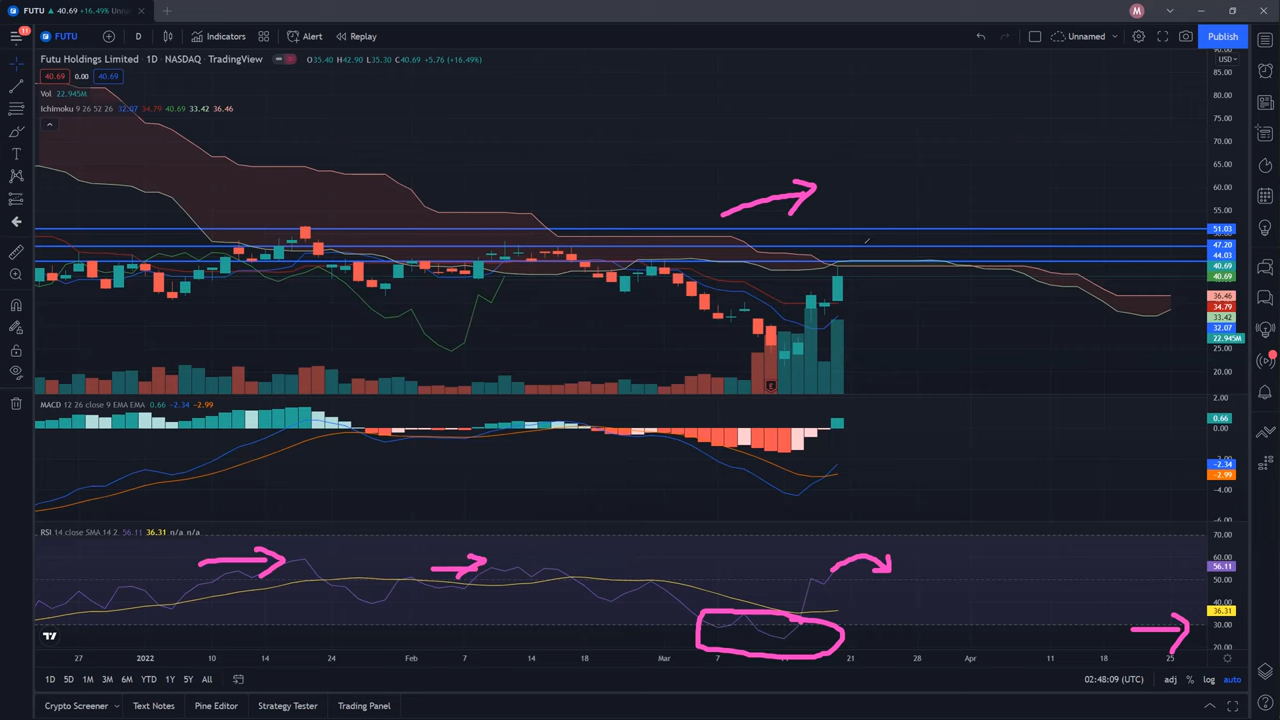 FUTU ▲ 40.69 +16.49% Unna
M
11
FUTU
D
Indicators
Alert
Replay
Unnamed
Publish
Futu Holdings Limited · 1D · NASDAQ · TradingView
O35.40 H42.90 L35.30 C40.69 +5.76 (+16.49%)
USD
40.69 0.00 40.69
Vol 22.945M
Ichimoku 9 26 52 26 32.07 34.79 40.69 33.42 36.46
85.00
80.00
75.00
70.00
65.00
60.00
55.00
51.03
47.20
44.03
40.69
40.69
36.46
34.79
33.42
32.07
22.945M
25.00
20.00
E
MACD 12 26 close 9 EMA EMA 0.66 −2.34 −2.99
2.00
0.66
0.00
−2.34
−2.99
−4.00
−6.00
RSI 14 close SMA 14 2 56.11 36.31 n/a n/a
70.00
60.00
56.11
50.00
40.00
36.31
30.00
20.00
27 2022 10 14 24 Feb 7 14 18 Mar 7 21 28 Apr 11 18 25
1D 5D 1M 3M 6M YTD 1Y 5Y All
02:48:09 (UTC) adj % log auto
Crypto Screener Text Notes Pine Editor Strategy Tester Trading Panel